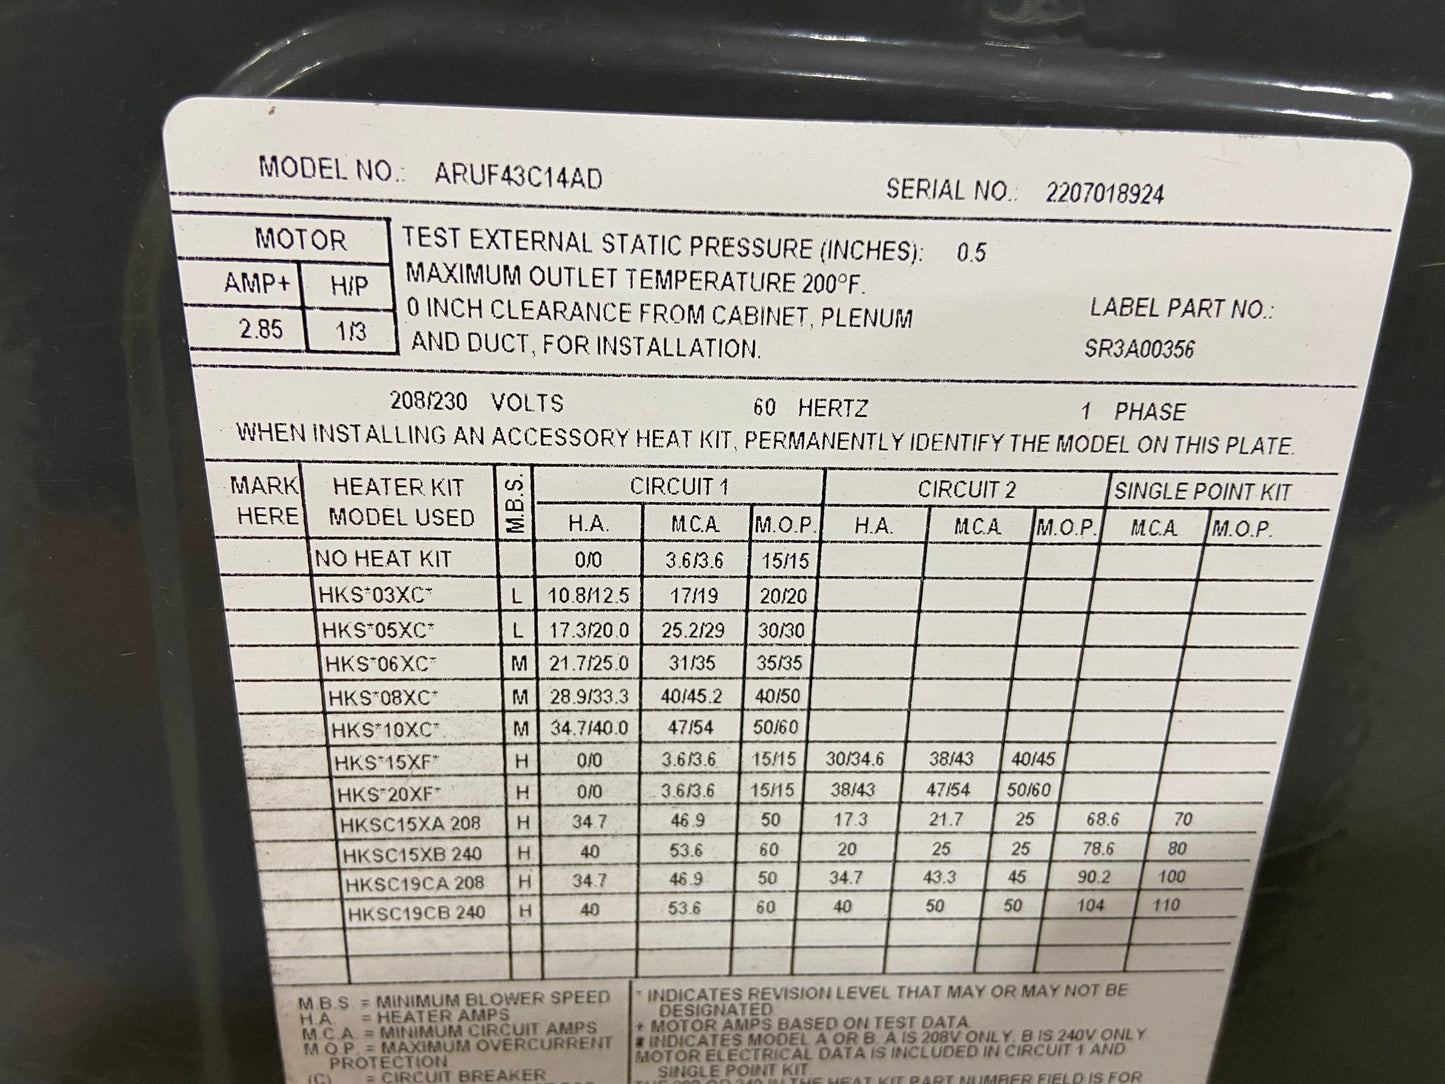 MODEL NO.: ARUF43C14AD SERIAL NO.: 2207018924
MOTOR
AMP+ H/P
2.85 1/3
TEST EXTERNAL STATIC PRESSURE (INCHES): 0.5
MAXIMUM OUTLET TEMPERATURE 200°F.
0 INCH CLEARANCE FROM CABINET, PLENUM
AND DUCT, FOR INSTALLATION.
LABEL PART NO.:
SR3A00356
208/230 VOLTS 60 HERTZ 1 PHASE
WHEN INSTALLING AN ACCESSORY HEAT KIT, PERMANENTLY IDENTIFY THE MODEL ON THIS PLATE.
MARK HERE HEATER KIT MODEL USED M.B.S. CIRCUIT 1 CIRCUIT 2 SINGLE POINT KIT
H.A. M.C.A. M.O.P. H.A. M.C.A. M.O.P. M.C.A. M.O.P.
NO HEAT KIT 0/0 3.6/3.6 15/15
HKS*03XC* L 10.8/12.5 17/19 20/20
HKS*05XC* L 17.3/20.0 25.2/29 30/30
HKS*06XC* M 21.7/25.0 31/35 35/35
HKS*08XC* M 28.9/33.3 40/45.2 40/50
HKS*10XC* M 34.7/40.0 47/54 50/60
HKS*15XF* H 0/0 3.6/3.6 15/15 30/34.6 38/43 40/45
HKS*20XF* H 0/0 3.6/3.6 15/15 38/43 47/54 50/60
HKSC15XA 208 H 34.7 46.9 50 17.3 21.7 25 68.6 70
HKSC15XB 240 H 40 53.6 60 20 25 25 78.6 80
HKSC19CA 208 H 34.7 46.9 50 34.7 43.3 45 90.2 100
HKSC19CB 240 H 40 53.6 60 40 50 50 104 110
M.B.S. = MINIMUM BLOWER SPEED
H.A. = HEATER AMPS
M.C.A. = MINIMUM CIRCUIT AMPS
M.O.P. = MAXIMUM OVERCURRENT
PROTECTION
(C) = CIRCUIT BREAKER
* INDICATES REVISION LEVEL THAT MAY OR MAY NOT BE
DESIGNATED
+ MOTOR AMPS BASED ON TEST DATA.
# INDICATES MODEL A OR B. A IS 208V ONLY. B IS 240V ONLY
MOTOR ELECTRICAL DATA IS INCLUDED IN CIRCUIT 1 AND
SINGLE POINT KIT.
THE 208 OR 240 IN THE HEAT KIT PART NUMBER FIELD IS FOR